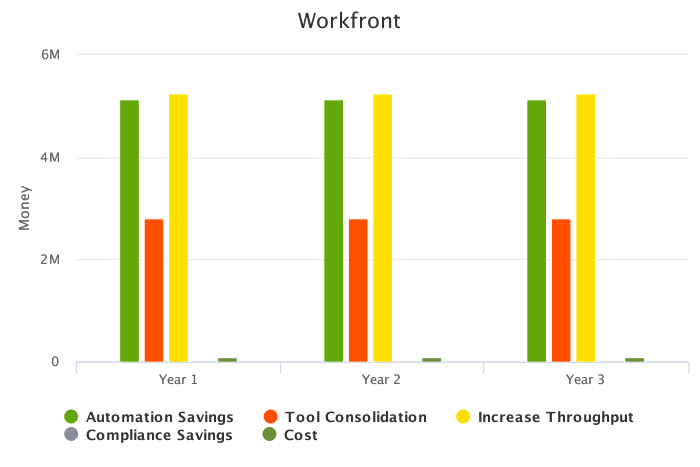 Workfront
6M
4M
2M
0
Money
Year 1 Year 2 Year 3
Automation Savings Tool Consolidation Increase Throughput
Compliance Savings Cost